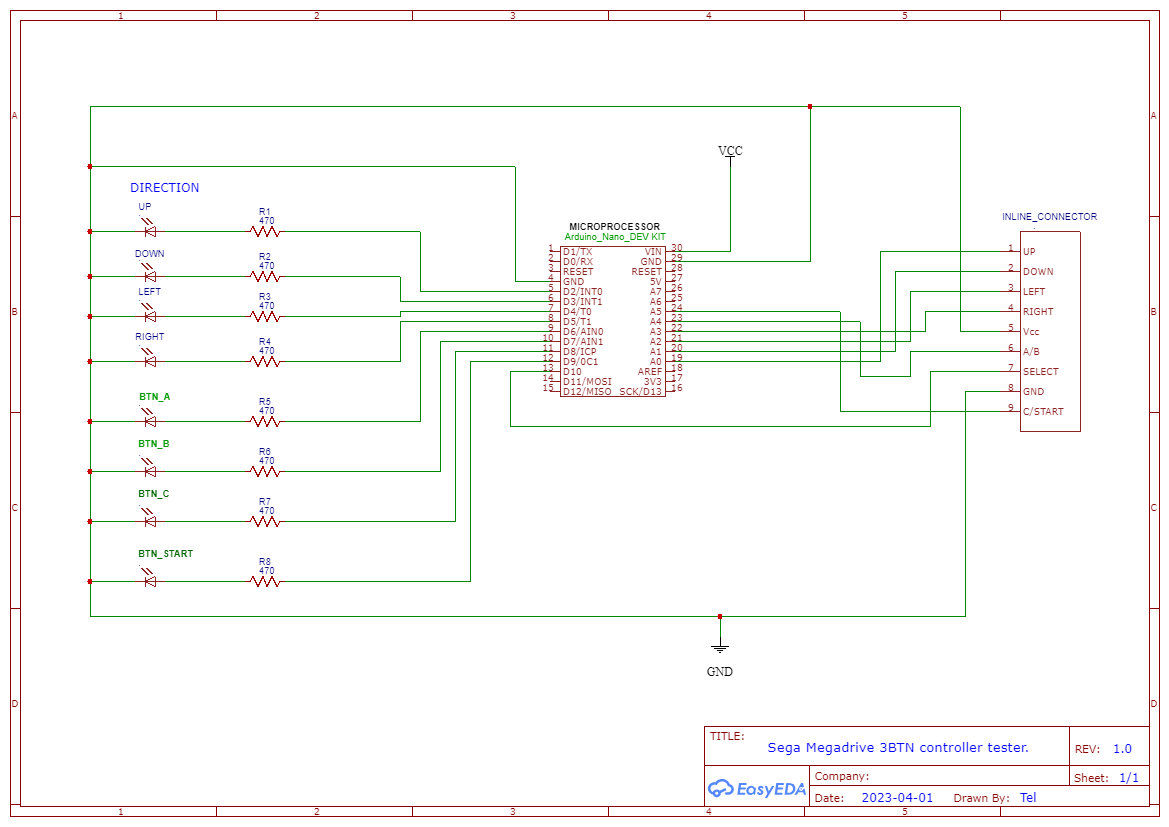 1 2 3 4 5
A A
VCC
DIRECTION
UP
R1
470
DOWN
R2
470
LEFT
R3
470
RIGHT
R4
470
BTN_A
R5
470
BTN_B
R6
470
BTN_C
R7
470
BTN_START
R8
470
MICROPROCESSOR
Arduino_Nano_DEV KIT
1 D1/TX VIN 30
2 D0/RX GND 29
3 RESET RESET 28
4 GND 5V 27
5 D2/INT0 A7 26
6 D3/INT1 A6 25
7 D4/T0 A5 24
8 D5/T1 A4 23
9 D6/AIN0 A3 22
10 D7/AIN1 A2 21
11 D8/ICP A1 20
12 D9/OC1 A0 19
13 D10 AREF 18
14 D11/MOSI 3V3 17
15 D12/MISO SCK/D13 16
INLINE_CONNECTOR
1 UP
2 DOWN
3 LEFT
4 RIGHT
5 Vcc
6 A/B
7 SELECT
8 GND
9 C/START
B B
C C
GND
D D
TITLE:
Sega Megadrive 3BTN controller tester.
REV: 1.0
EasyEDA
Company:
Sheet: 1/1
Date: 2023-04-01 Drawn By: Tel
1 2 3 4 5